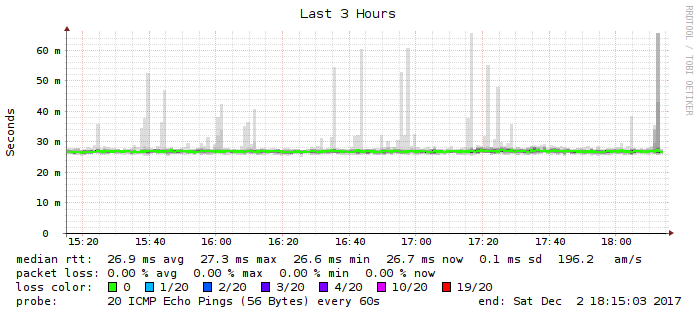 Last 3 Hours
RRDTOOL / TOBI OETIKER
Seconds
60 m
50 m
40 m
30 m
20 m
10 m
0
15:20 15:40 16:00 16:20 16:40 17:00 17:20 17:40 18:00
median rtt: 26.9 ms avg 27.3 ms max 26.6 ms min 26.7 ms now 0.1 ms sd 196.2 am/s
packet loss: 0.00 % avg 0.00 % max 0.00 % min 0.00 % now
loss color: 0 1/20 2/20 3/20 4/20 10/20 19/20
probe: 20 ICMP Echo Pings (56 Bytes) every 60s end: Sat Dec 2 18:15:03 2017